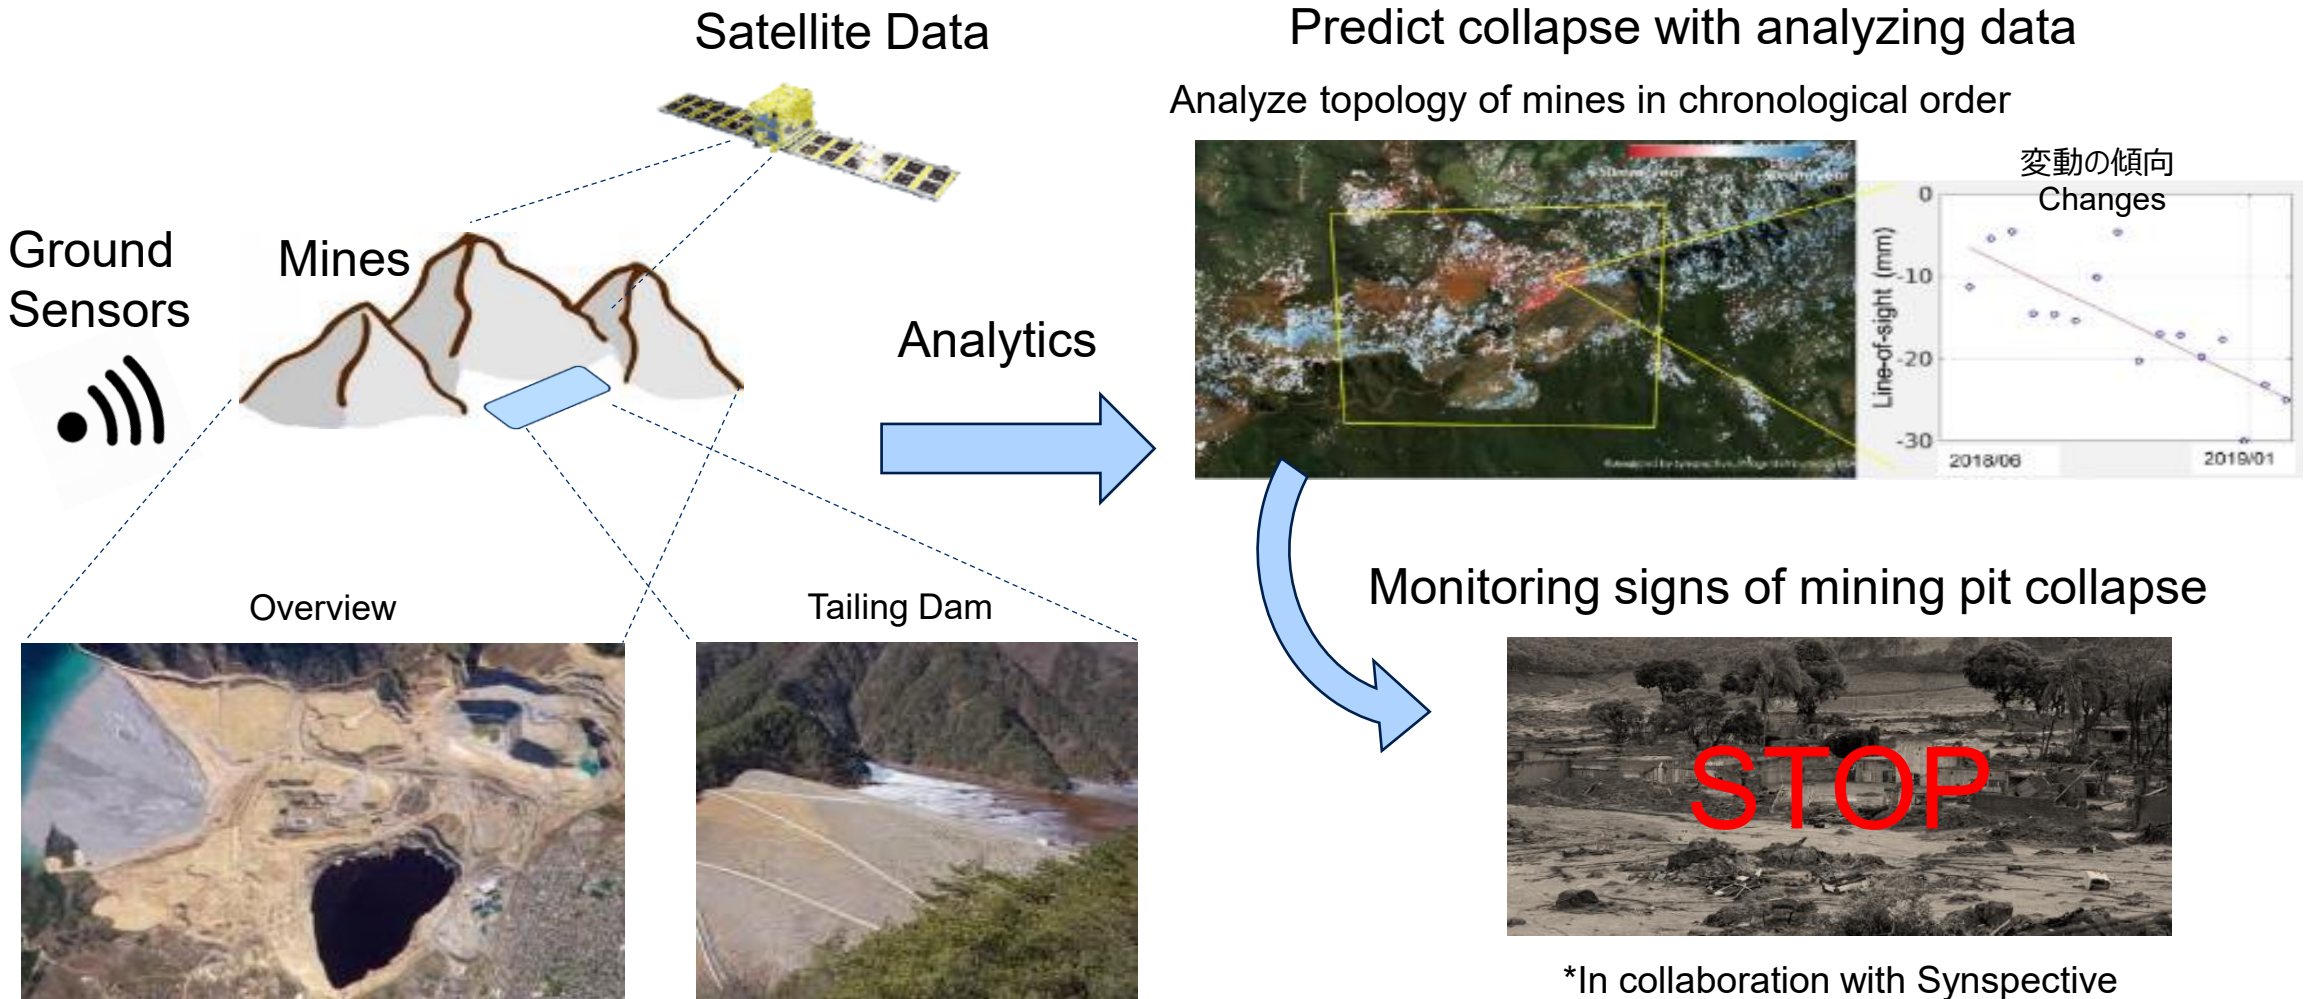 Satellite Data
Predict collapse with analyzing data
Analyze topology of mines in chronological order
Ground
Sensors
Mines
Analytics
変動の傾向
Changes
Line-of-sight (mm)
0
-10
-20
-30
2018/06
2019/01
Overview
Tailing Dam
Monitoring signs of mining pit collapse
STOP
*In collaboration with Synspective